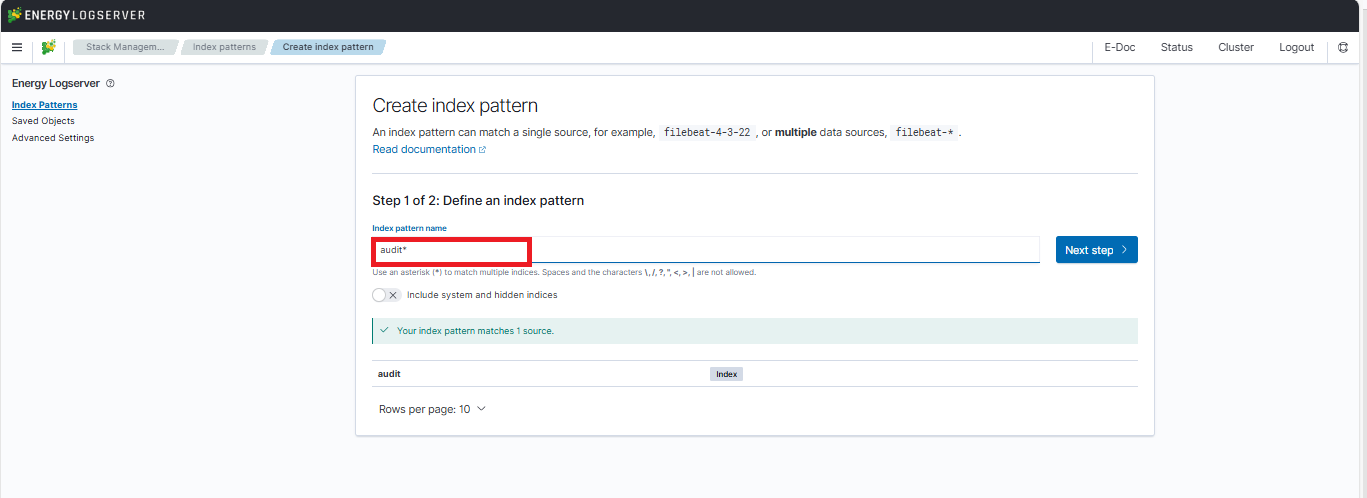 ENERGY LOGSERVER
Stack Managem... Index patterns Create index pattern E-Doc Status Cluster Logout
Energy Logserver
Index Patterns
Saved Objects
Advanced Settings
Create index pattern
An index pattern can match a single source, for example, filebeat-4-3-22 , or multiple data sources, filebeat-* .
Read documentation
Step 1 of 2: Define an index pattern
Index pattern name
audit*
Next step
Use an asterisk (*) to match multiple indices. Spaces and the characters \, /, ?, ", <, >, | are not allowed.
Include system and hidden indices
Your index pattern matches 1 source.
audit Index
Rows per page: 10